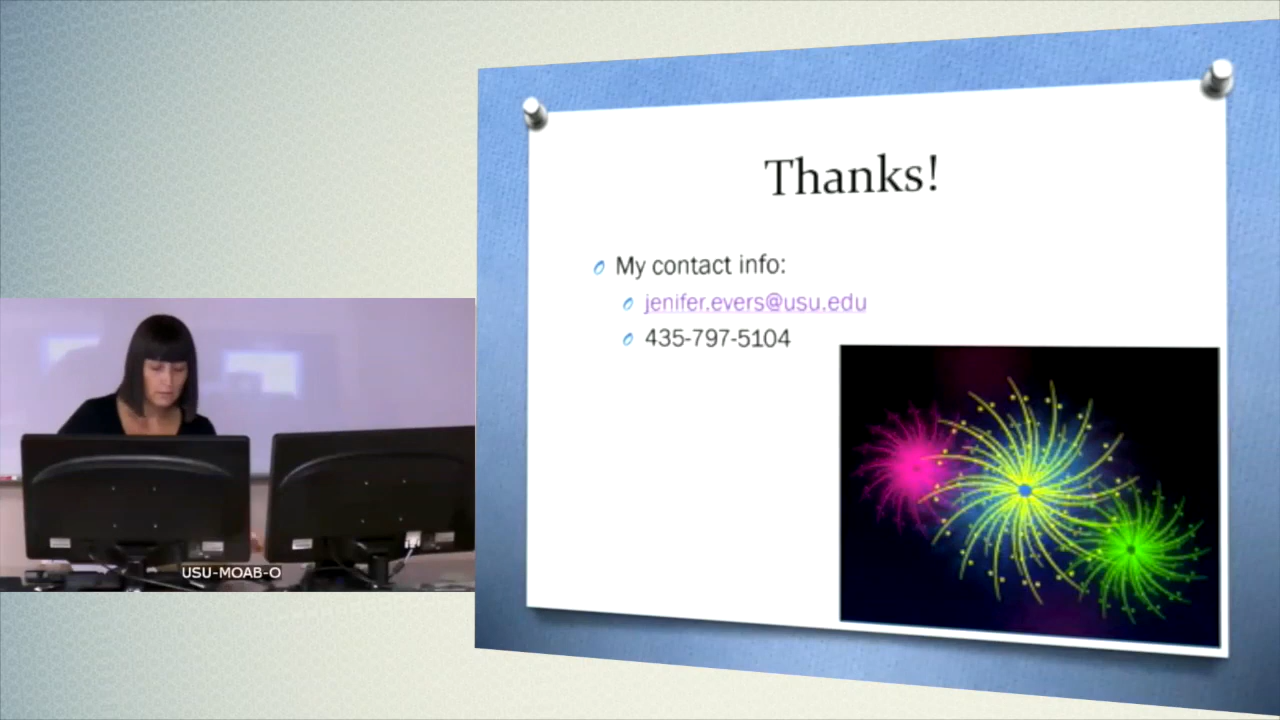 Thanks!
My contact info:
jenifer.evers@usu.edu
435-797-5104
USU-MOAB-O